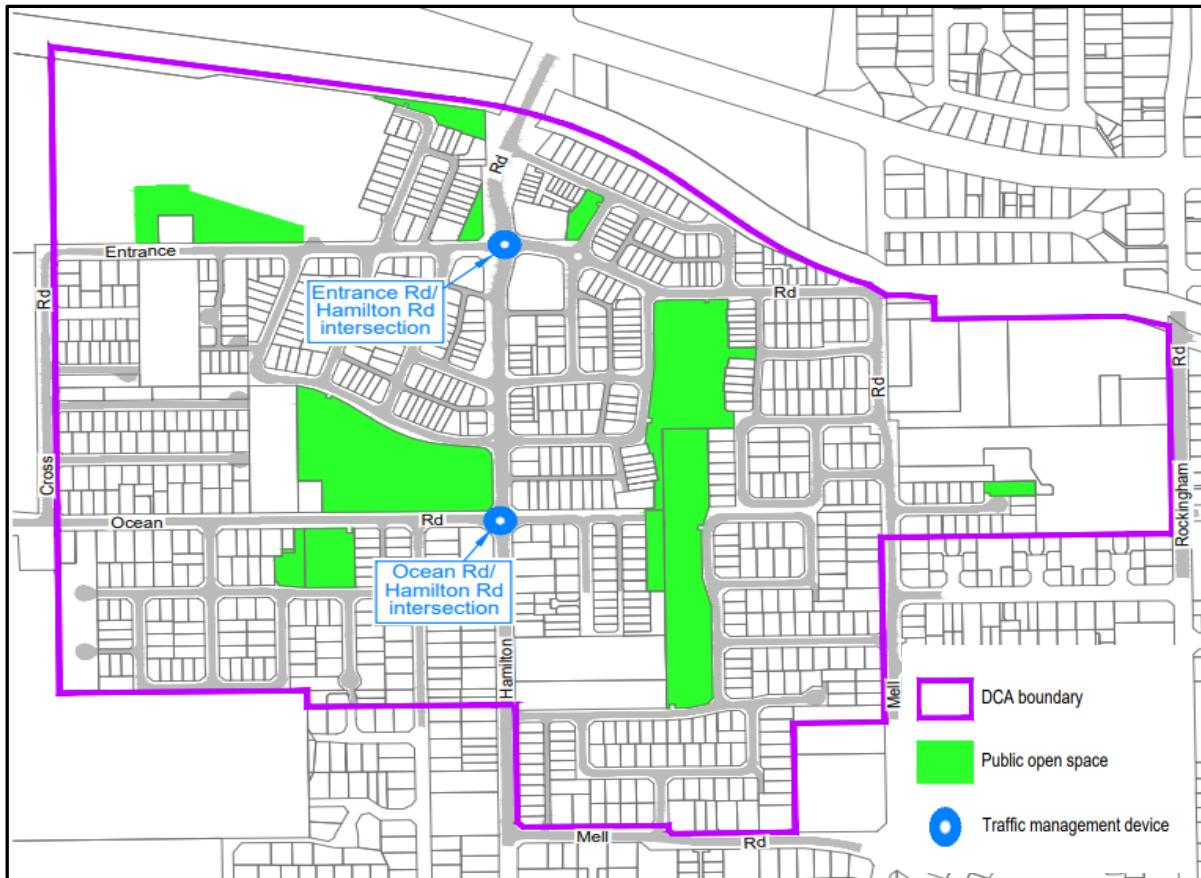 Rd
Entrance
Rd
Entrance Rd/
Hamilton Rd
intersection
Rd
Rd
Rd
Cross
Rockingham
Ocean
Rd
Ocean Rd/
Hamilton Rd
intersection
Hamilton
Mell
DCA boundary
Public open space
Traffic management device
Mell
Rd